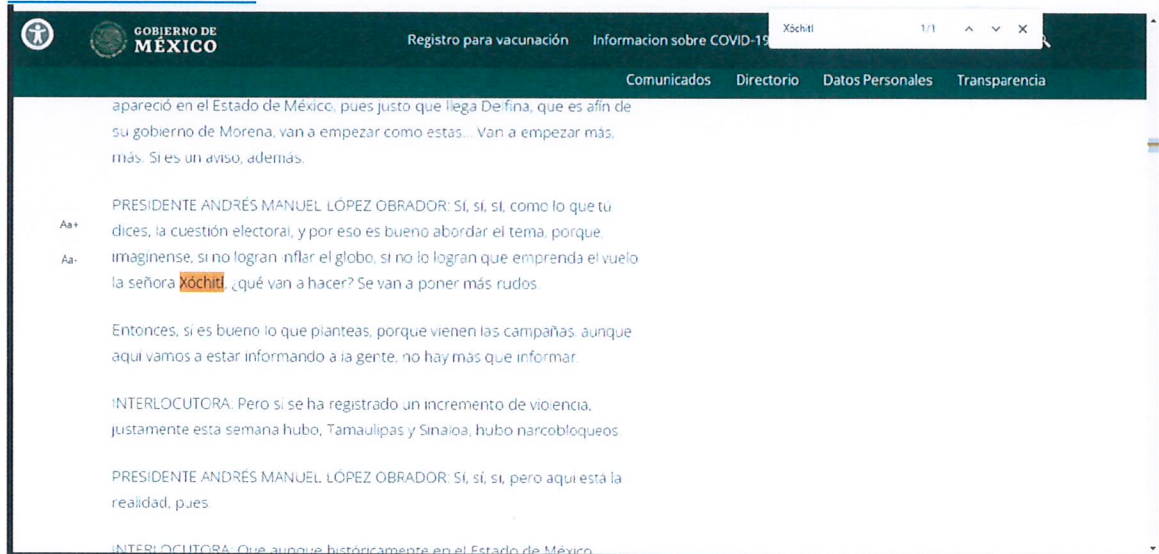 GOBIERNO DE
MÉXICO
Registro para vacunación Informacion sobre COVID-19
Xóchitl 1/1
Comunicados Directorio Datos Personales Transparencia
apareció en el Estado de México, pues justo que llega Delfina, que es afín de
su gobierno de Morena, van a empezar como estas... Van a empezar más,
más. Si es un aviso, además.
PRESIDENTE ANDRÉS MANUEL LÓPEZ OBRADOR: Sí, sí, sí, como lo que tú
Aa+
dices, la cuestión electoral, y por eso es bueno abordar el tema, porque,
Aa-
imagínense, si no logran inflar el globo, si no lo logran que emprenda el vuelo
la señora Xóchitl, ¿qué van a hacer? Se van a poner más rudos.
Entonces, sí es bueno lo que planteas, porque vienen las campañas, aunque
aquí vamos a estar informando a la gente, no hay más que informar.
INTERLOCUTORA: Pero sí se ha registrado un incremento de violencia,
justamente esta semana hubo, Tamaulipas y Sinaloa, hubo narcobloqueos.
PRESIDENTE ANDRÉS MANUEL LÓPEZ OBRADOR: Sí, sí, sí, pero aquí está la
realidad, pues.
INTERLOCUTORA: Que aunque históricamente en el Estado de México